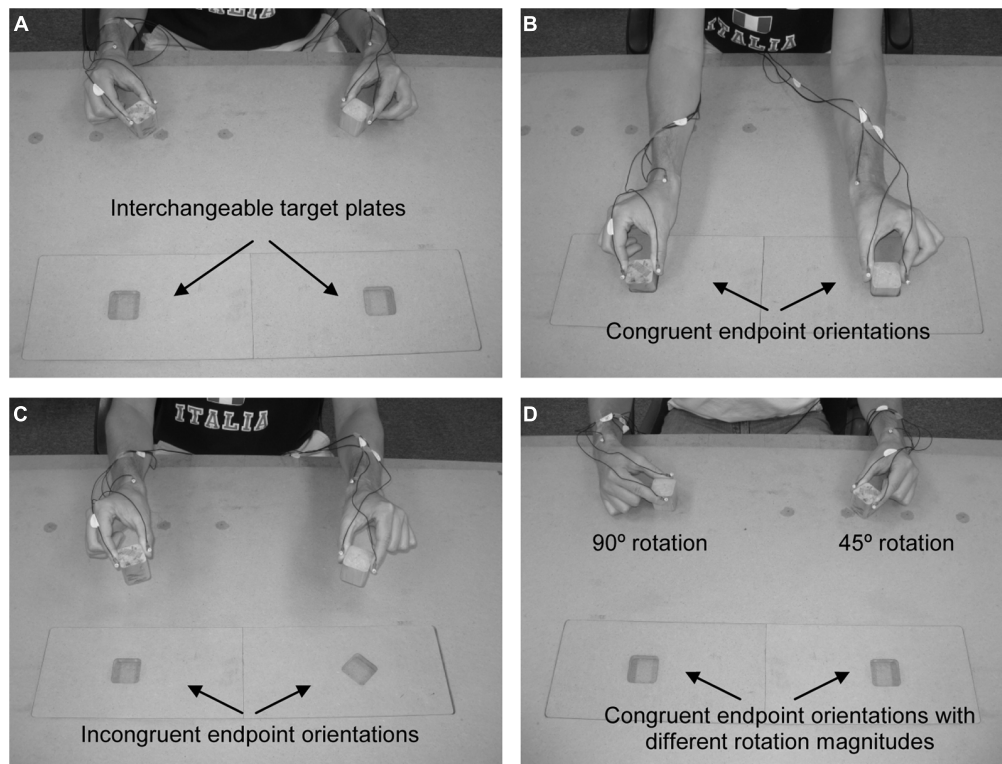 A
ITALIA
Interchangeable target plates
B
ITALIA
Congruent endpoint orientations
C
ITALIA
Incongruent endpoint orientations
D
90º rotation
45º rotation
Congruent endpoint orientations with
different rotation magnitudes